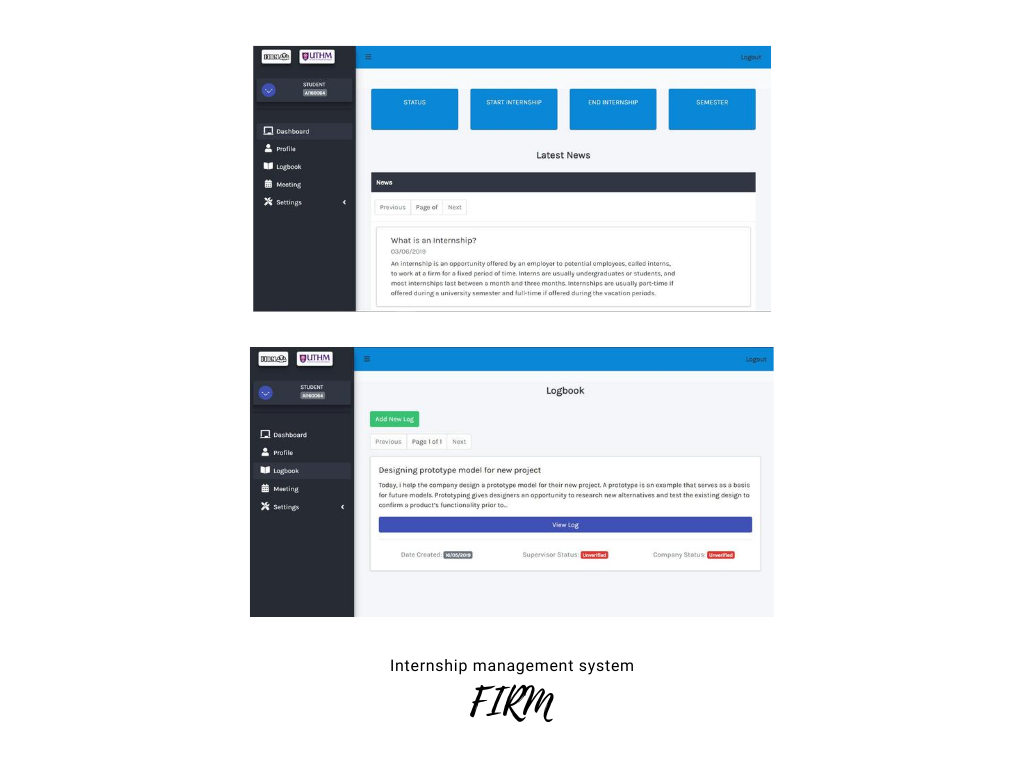 UTHM
Logout
STUDENT
AI160064
STATUS
START INTERNSHIP
END INTERNSHIP
SEMESTER
Dashboard
Profile
Logbook
Meeting
Settings
Latest News
News
Previous Page of Next
What is an Internship?
03/06/2019
An internship is an opportunity offered by an employer to potential employees, called interns,
to work at a firm for a fixed period of time. Interns are usually undergraduates or students, and
most internships last between a month and three months. Internships are usually part-time if
offered during a university semester and full-time if offered during the vacation periods.
UTHM
Logout
STUDENT
AI160064
Dashboard
Profile
Logbook
Meeting
Settings
Logbook
Add New Log
Previous Page 1 of 1 Next
Designing prototype model for new project
Today, i help the company design a prototype model for their new project. A prototype is an example that serves as a basis
for future models. Prototyping gives designers an opportunity to research new alternatives and test the existing design to
confirm a product's functionality prior to...
View Log
Date Created: 16/05/2019
Supervisor Status: Unverified
Company Status: Unverified
Internship management system
FIRM